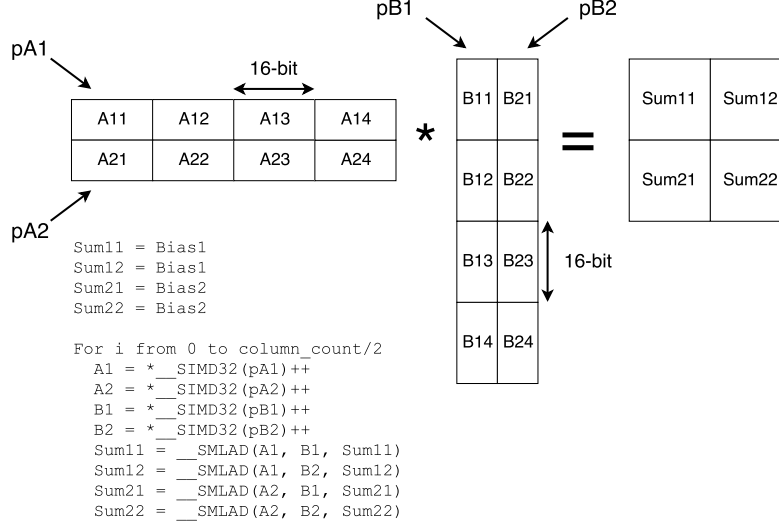 pB1 pB2
pA1
16-bit
A11 A12 A13 A14
A21 A22 A23 A24
*
B11 B21
B12 B22
B13 B23
B14 B24
=
Sum11 Sum12
Sum21 Sum22
16-bit
pA2
Sum11 = Bias1
Sum12 = Bias1
Sum21 = Bias2
Sum22 = Bias2
For i from 0 to column_count/2
A1 = *__SIMD32(pA1)++
A2 = *__SIMD32(pA2)++
B1 = *__SIMD32(pB1)++
B2 = *__SIMD32(pB2)++
Sum11 = __SMLAD(A1, B1, Sum11)
Sum12 = __SMLAD(A1, B2, Sum12)
Sum21 = __SMLAD(A2, B1, Sum21)
Sum22 = __SMLAD(A2, B2, Sum22)